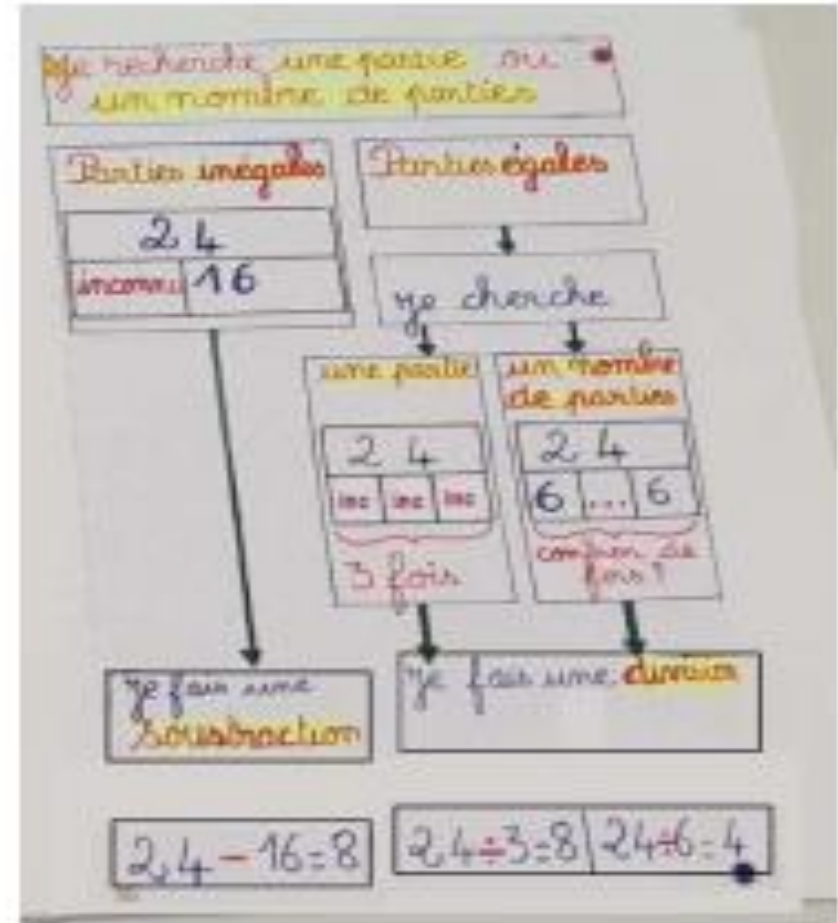 Je recherche une partie ou
un nombre de parties
Parties inégales
24
inconnu 16
Parties égales
Je cherche
une partie
24
inc inc inc
3 fois
un nombre
de parties
24
6 ... 6
combien de
fois ?
Je fais une
soustraction
Je fais une division
24 - 16 = 8
24 ÷ 3 = 8 | 24 ÷ 6 = 4